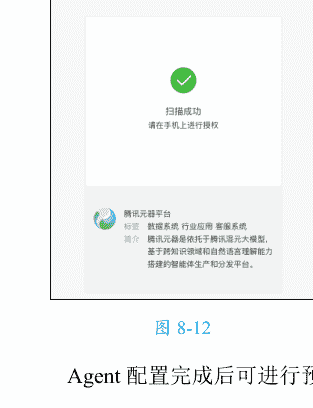 扫描成功
请在手机上进行授权
腾讯元器平台
标签 数据系统 行业应用 客服系统
简介 腾讯元器是依托于腾讯混元大模型，
基于跨知识领域和自然语言理解能力
搭建的智能体生产和分发平台。
图 8-12
Agent 配置完成后可进行预